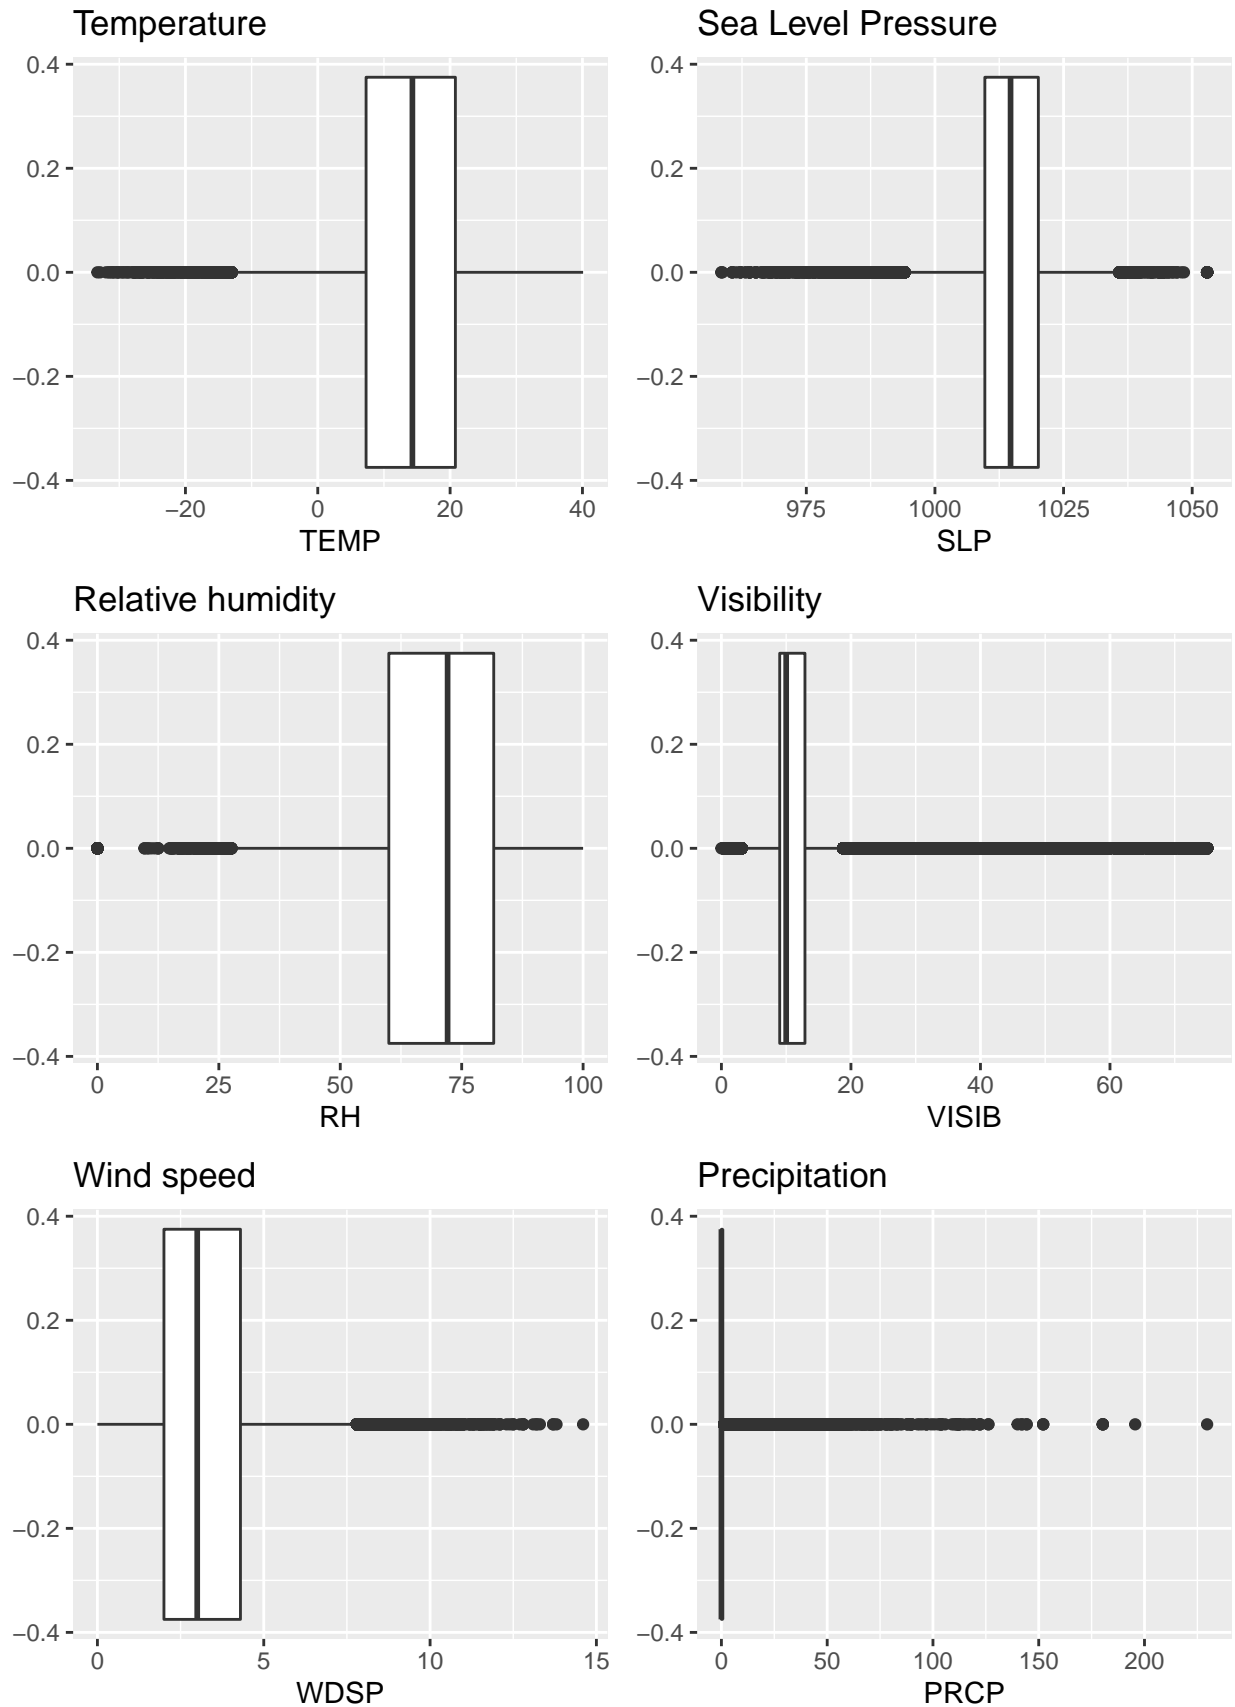 Temperature
0.4
0.2
0.0
−0.2
−0.4
−20 0 20 40
TEMP
Sea Level Pressure
0.4
0.2
0.0
−0.2
−0.4
975 1000 1025 1050
SLP
Relative humidity
0.4
0.2
0.0
−0.2
−0.4
0 25 50 75 100
RH
Visibility
0.4
0.2
0.0
−0.2
−0.4
0 20 40 60
VISIB
Wind speed
0.4
0.2
0.0
−0.2
−0.4
0 5 10 15
WDSP
Precipitation
0.4
0.2
0.0
−0.2
−0.4
0 50 100 150 200
PRCP